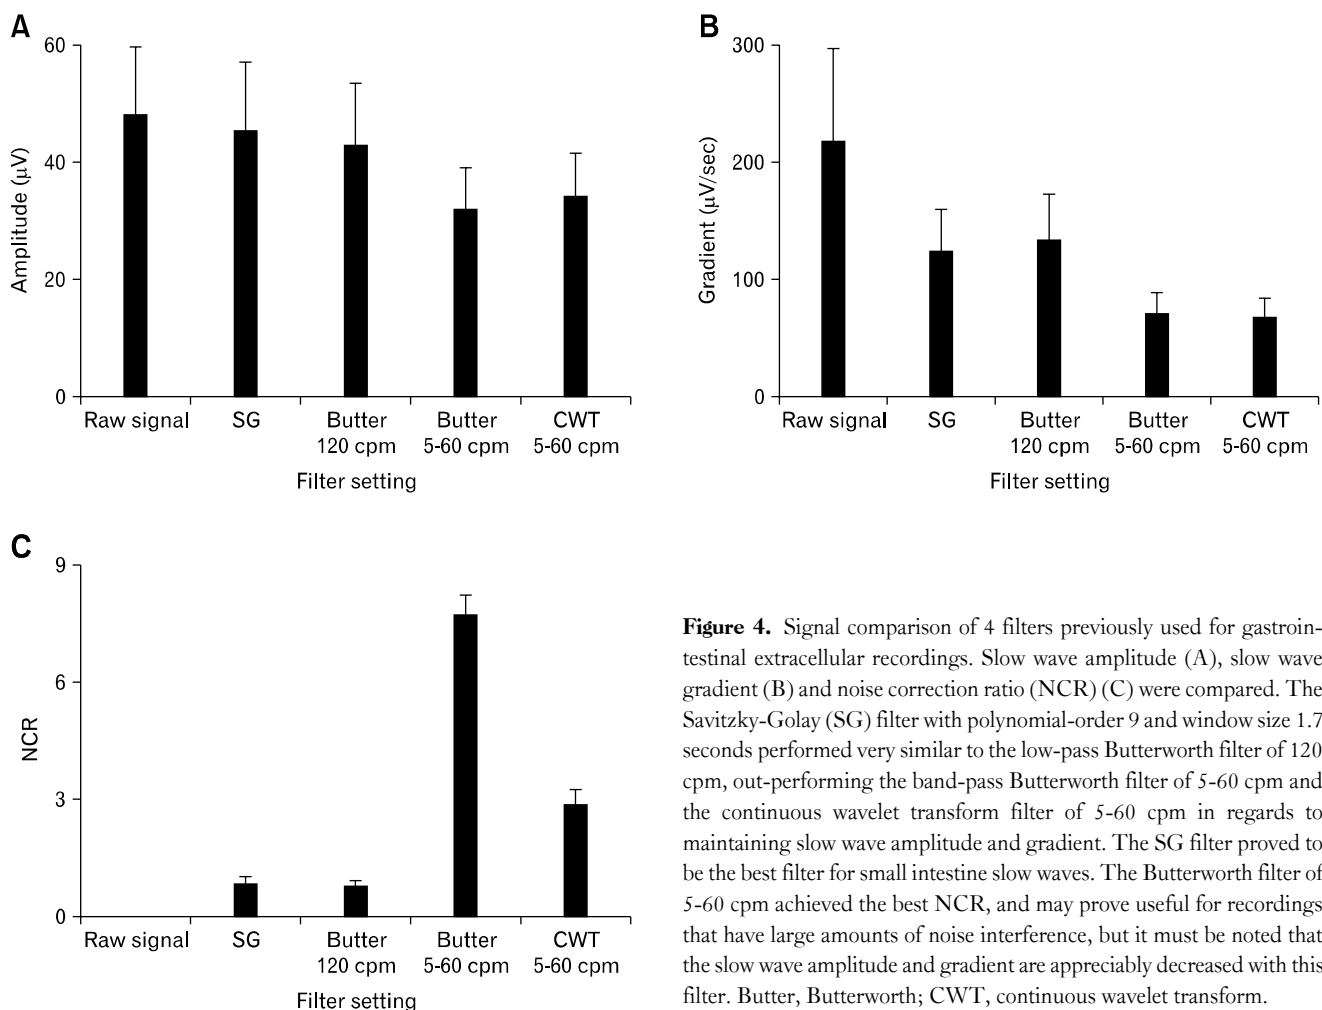 A
60
40
20
0
Amplitude (μV)
Raw signal SG Butter Butter CWT
120 cpm 5-60 cpm 5-60 cpm
Filter setting
B
300
200
100
0
Gradient (μV/sec)
Raw signal SG Butter Butter CWT
120 cpm 5-60 cpm 5-60 cpm
Filter setting
C
9
6
3
0
NCR
Raw signal SG Butter Butter CWT
120 cpm 5-60 cpm 5-60 cpm
Filter setting
Figure 4. Signal comparison of 4 filters previously used for gastroin-
testinal extracellular recordings. Slow wave amplitude (A), slow wave
gradient (B) and noise correction ratio (NCR) (C) were compared. The
Savitzky-Golay (SG) filter with polynomial-order 9 and window size 1.7
seconds performed very similar to the low-pass Butterworth filter of 120
cpm, out-performing the band-pass Butterworth filter of 5-60 cpm and
the continuous wavelet transform filter of 5-60 cpm in regards to
maintaining slow wave amplitude and gradient. The SG filter proved to
be the best filter for small intestine slow waves. The Butterworth filter of
5-60 cpm achieved the best NCR, and may prove useful for recordings
that have large amounts of noise interference, but it must be noted that
the slow wave amplitude and gradient are appreciably decreased with this
filter. Butter, Butterworth; CWT, continuous wavelet transform.